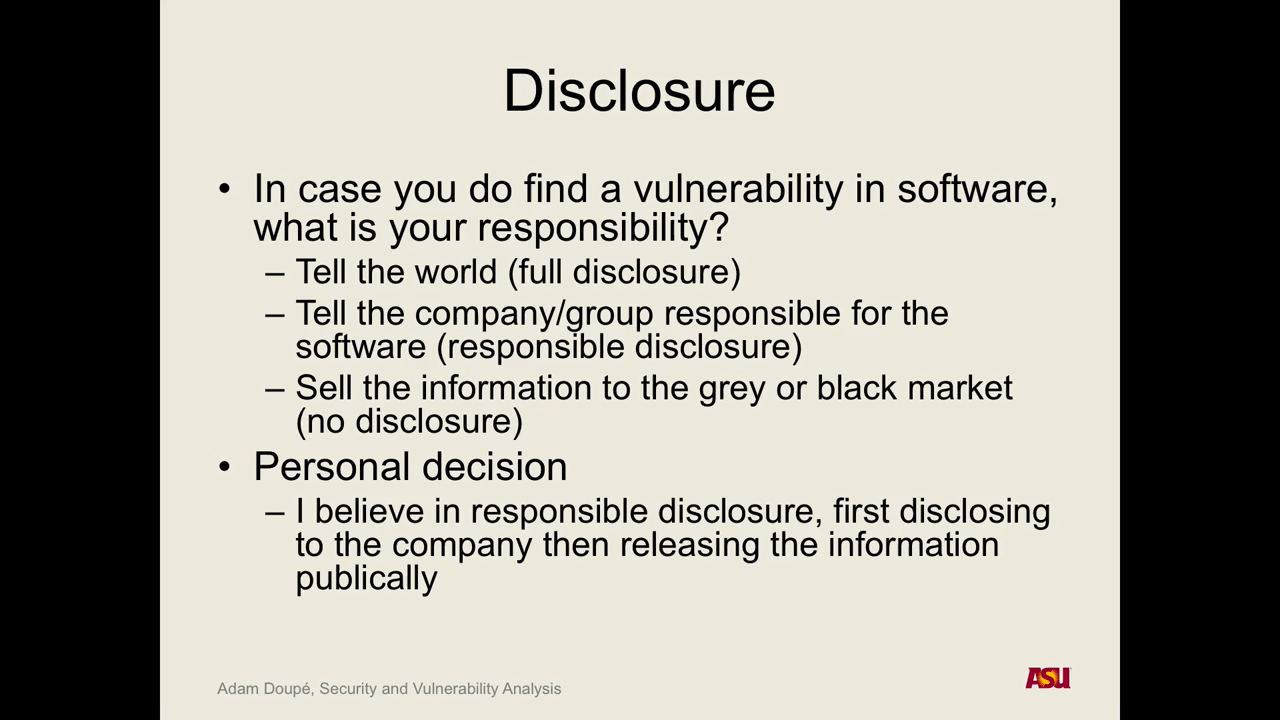 Disclosure
• In case you do find a vulnerability in software,
what is your responsibility?
– Tell the world (full disclosure)
– Tell the company/group responsible for the
software (responsible disclosure)
– Sell the information to the grey or black market
(no disclosure)
• Personal decision
– I believe in responsible disclosure, first disclosing
to the company then releasing the information
publically
Adam Doupé, Security and Vulnerability Analysis
ASU